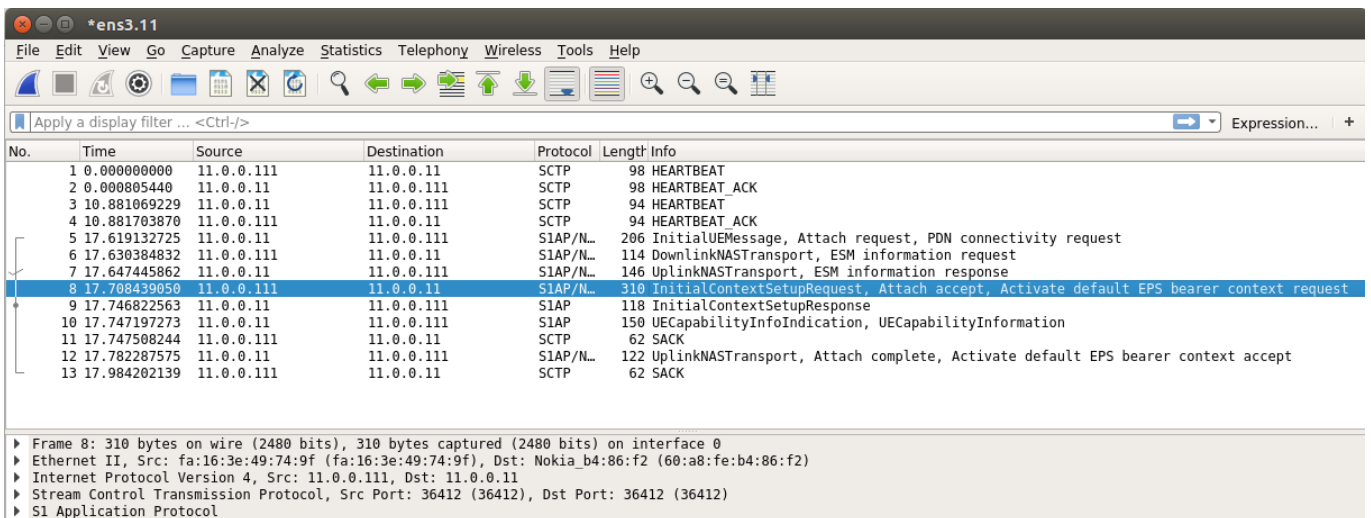 *ens3.11
File Edit View Go Capture Analyze Statistics Telephony Wireless Tools Help
Apply a display filter ... <Ctrl-/> Expression... +
No. Time Source Destination Protocol Length Info
1 0.000000000 11.0.0.111 11.0.0.11 SCTP 98 HEARTBEAT
2 0.000805440 11.0.0.11 11.0.0.111 SCTP 98 HEARTBEAT_ACK
3 10.881069229 11.0.0.111 11.0.0.11 SCTP 94 HEARTBEAT
4 10.881703870 11.0.0.11 11.0.0.111 SCTP 94 HEARTBEAT_ACK
5 17.619132725 11.0.0.11 11.0.0.111 S1AP/N… 206 InitialUEMessage, Attach request, PDN connectivity request
6 17.630384832 11.0.0.111 11.0.0.11 S1AP/N… 114 DownlinkNASTransport, ESM information request
7 17.647445862 11.0.0.11 11.0.0.111 S1AP/N… 146 UplinkNASTransport, ESM information response
8 17.708439050 11.0.0.111 11.0.0.11 S1AP/N… 310 InitialContextSetupRequest, Attach accept, Activate default EPS bearer context request
9 17.746822563 11.0.0.11 11.0.0.111 S1AP 118 InitialContextSetupResponse
10 17.747197273 11.0.0.11 11.0.0.111 S1AP 150 UECapabilityInfoIndication, UECapabilityInformation
11 17.747508244 11.0.0.111 11.0.0.11 SCTP 62 SACK
12 17.782287575 11.0.0.11 11.0.0.111 S1AP/N… 122 UplinkNASTransport, Attach complete, Activate default EPS bearer context accept
13 17.984202139 11.0.0.111 11.0.0.11 SCTP 62 SACK
Frame 8: 310 bytes on wire (2480 bits), 310 bytes captured (2480 bits) on interface 0
Ethernet II, Src: fa:16:3e:49:74:9f (fa:16:3e:49:74:9f), Dst: Nokia_b4:86:f2 (60:a8:fe:b4:86:f2)
Internet Protocol Version 4, Src: 11.0.0.111, Dst: 11.0.0.11
Stream Control Transmission Protocol, Src Port: 36412 (36412), Dst Port: 36412 (36412)
S1 Application Protocol